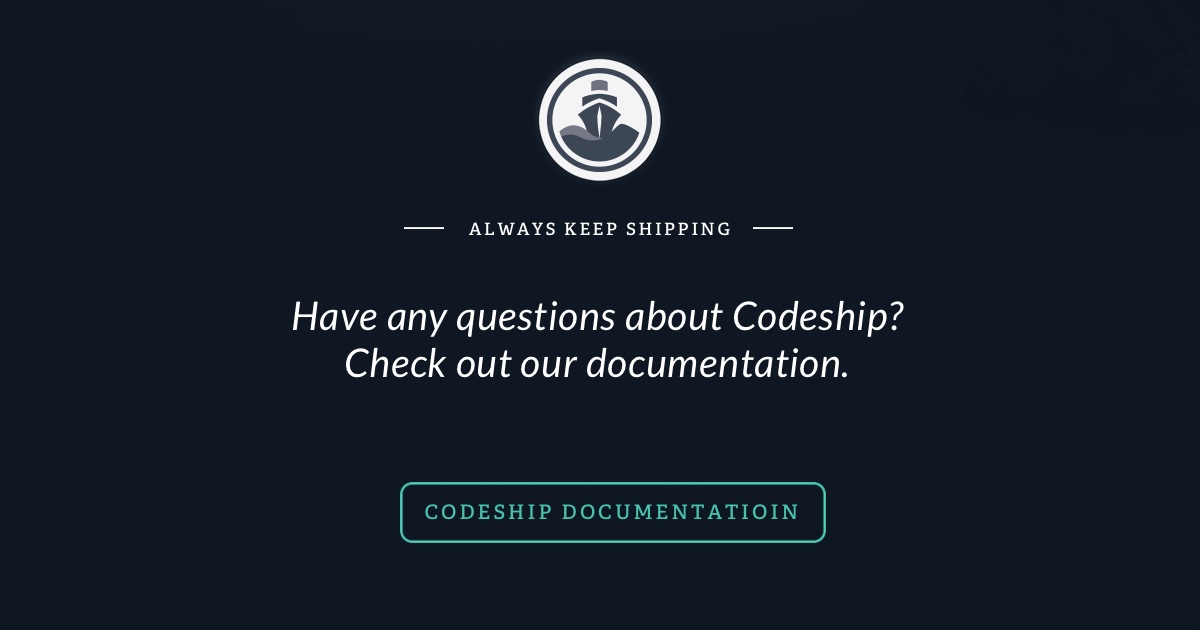 ALWAYS KEEP SHIPPING
Have any questions about Codeship?
Check out our documentation.
CODESHIP DOCUMENTATIOIN